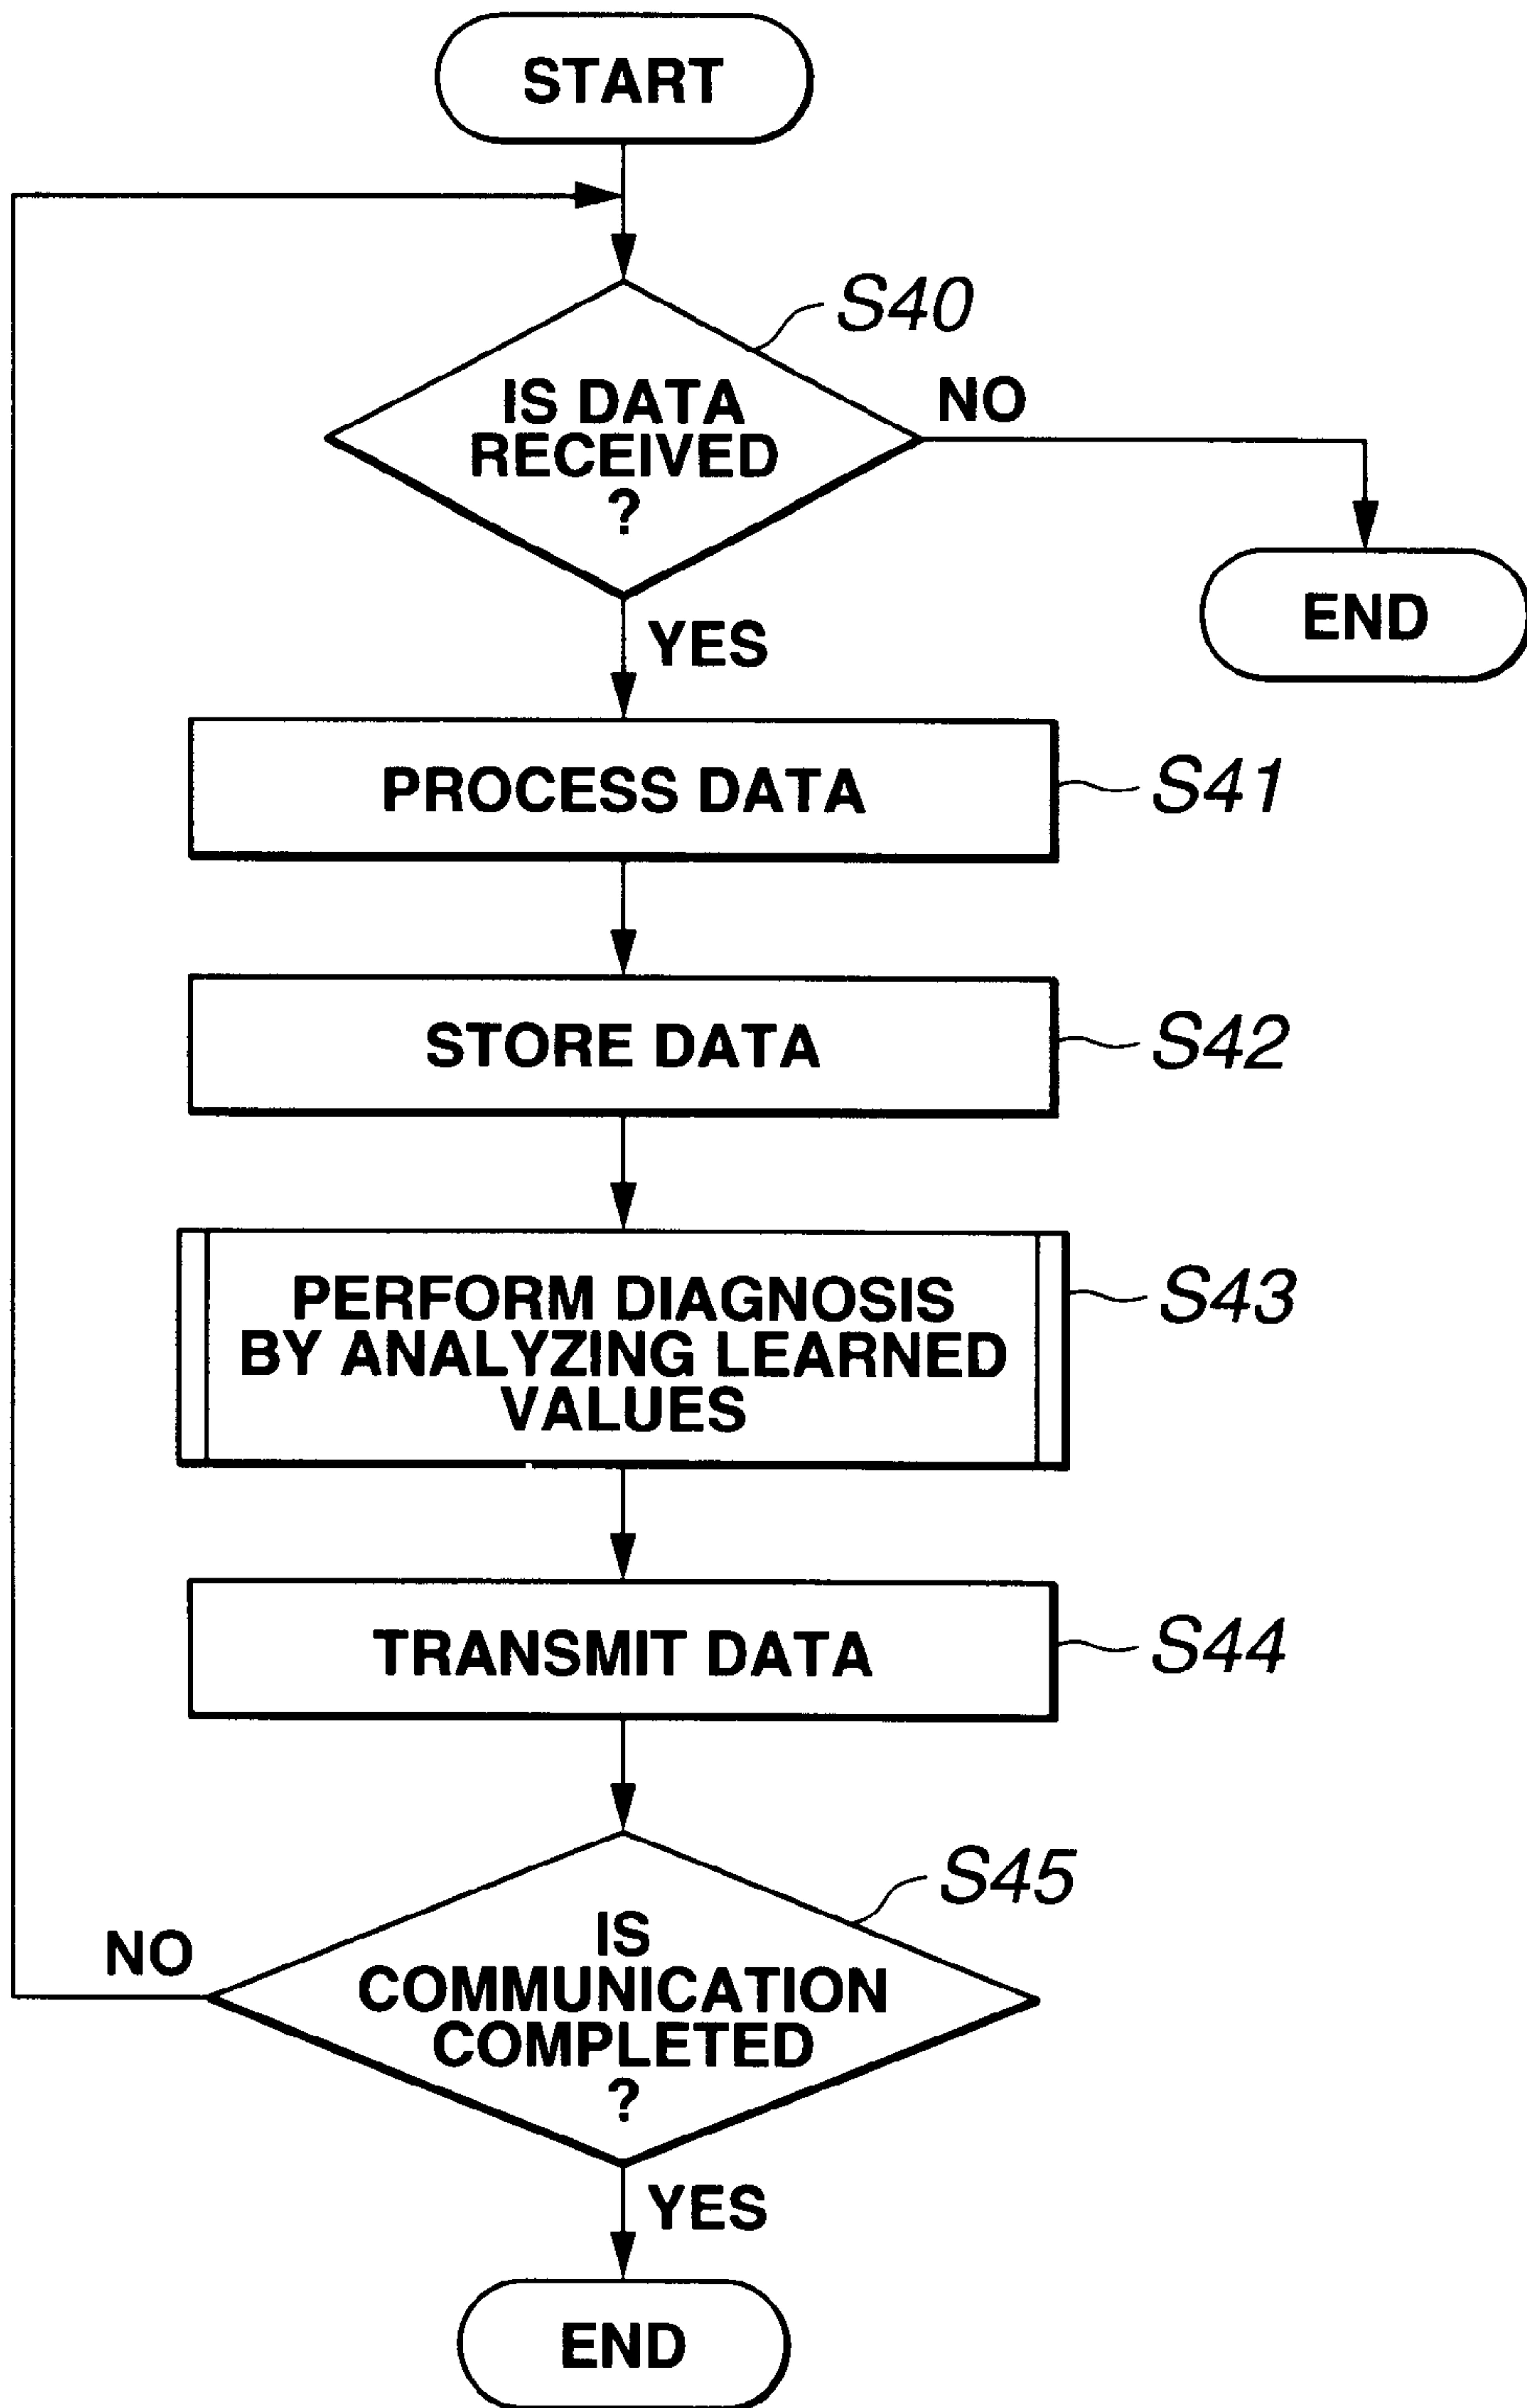 START
S40
IS DATA
RECEIVED
?
NO
END
YES
PROCESS DATA
S41
STORE DATA
S42
PERFORM DIAGNOSIS
BY ANALYZING LEARNED
VALUES
S43
TRANSMIT DATA
S44
S45
IS
COMMUNICATION
COMPLETED
?
NO
YES
END